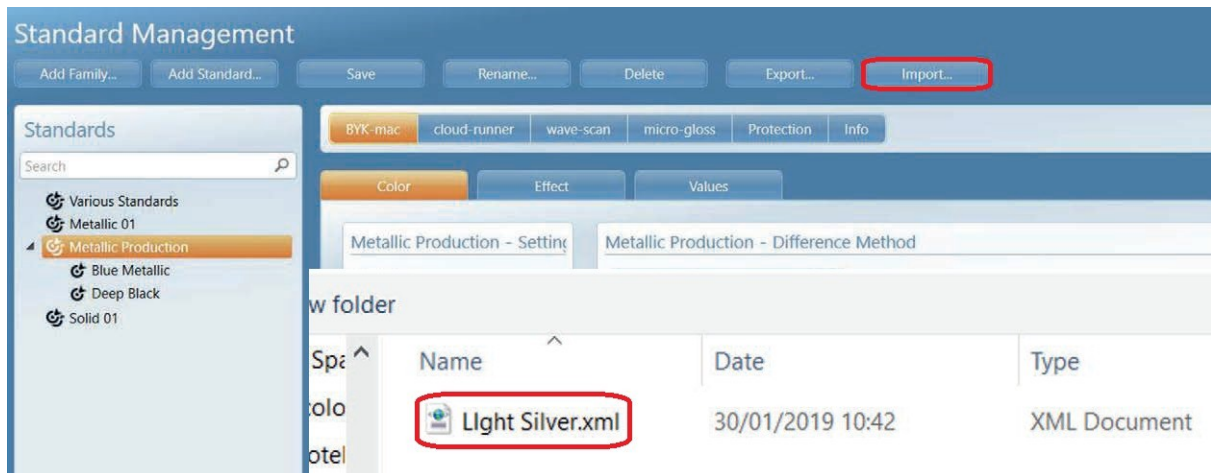 Standard Management
Add Family... Add Standard... Save Rename... Delete Export... Import...
Standards
Search
Various Standards
Metallic 01
Metallic Production
Blue Metallic
Deep Black
Solid 01
BYK-mac cloud-runner wave-scan micro-gloss Protection Info
Color Effect Values
Metallic Production - Setting Metallic Production - Difference Method
w folder
Spa
colo
otel
Name Date Type
LIght Silver.xml 30/01/2019 10:42 XML Document